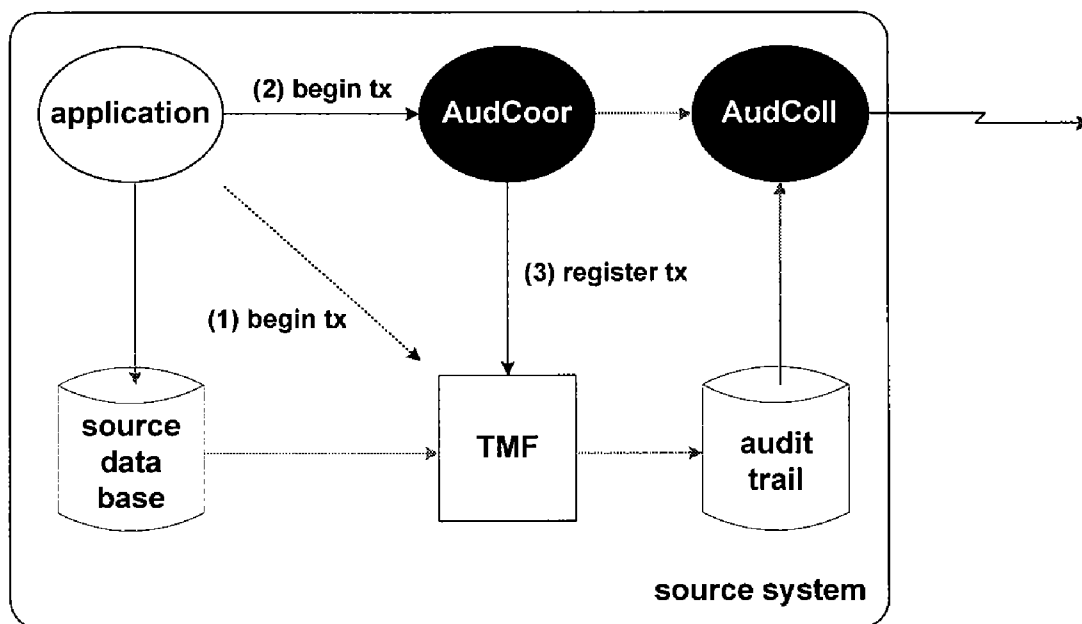 (2) begin tx
application
AudCoor
AudColl
(3) register tx
(1) begin tx
source
data
base
TMF
audit
trail
source system